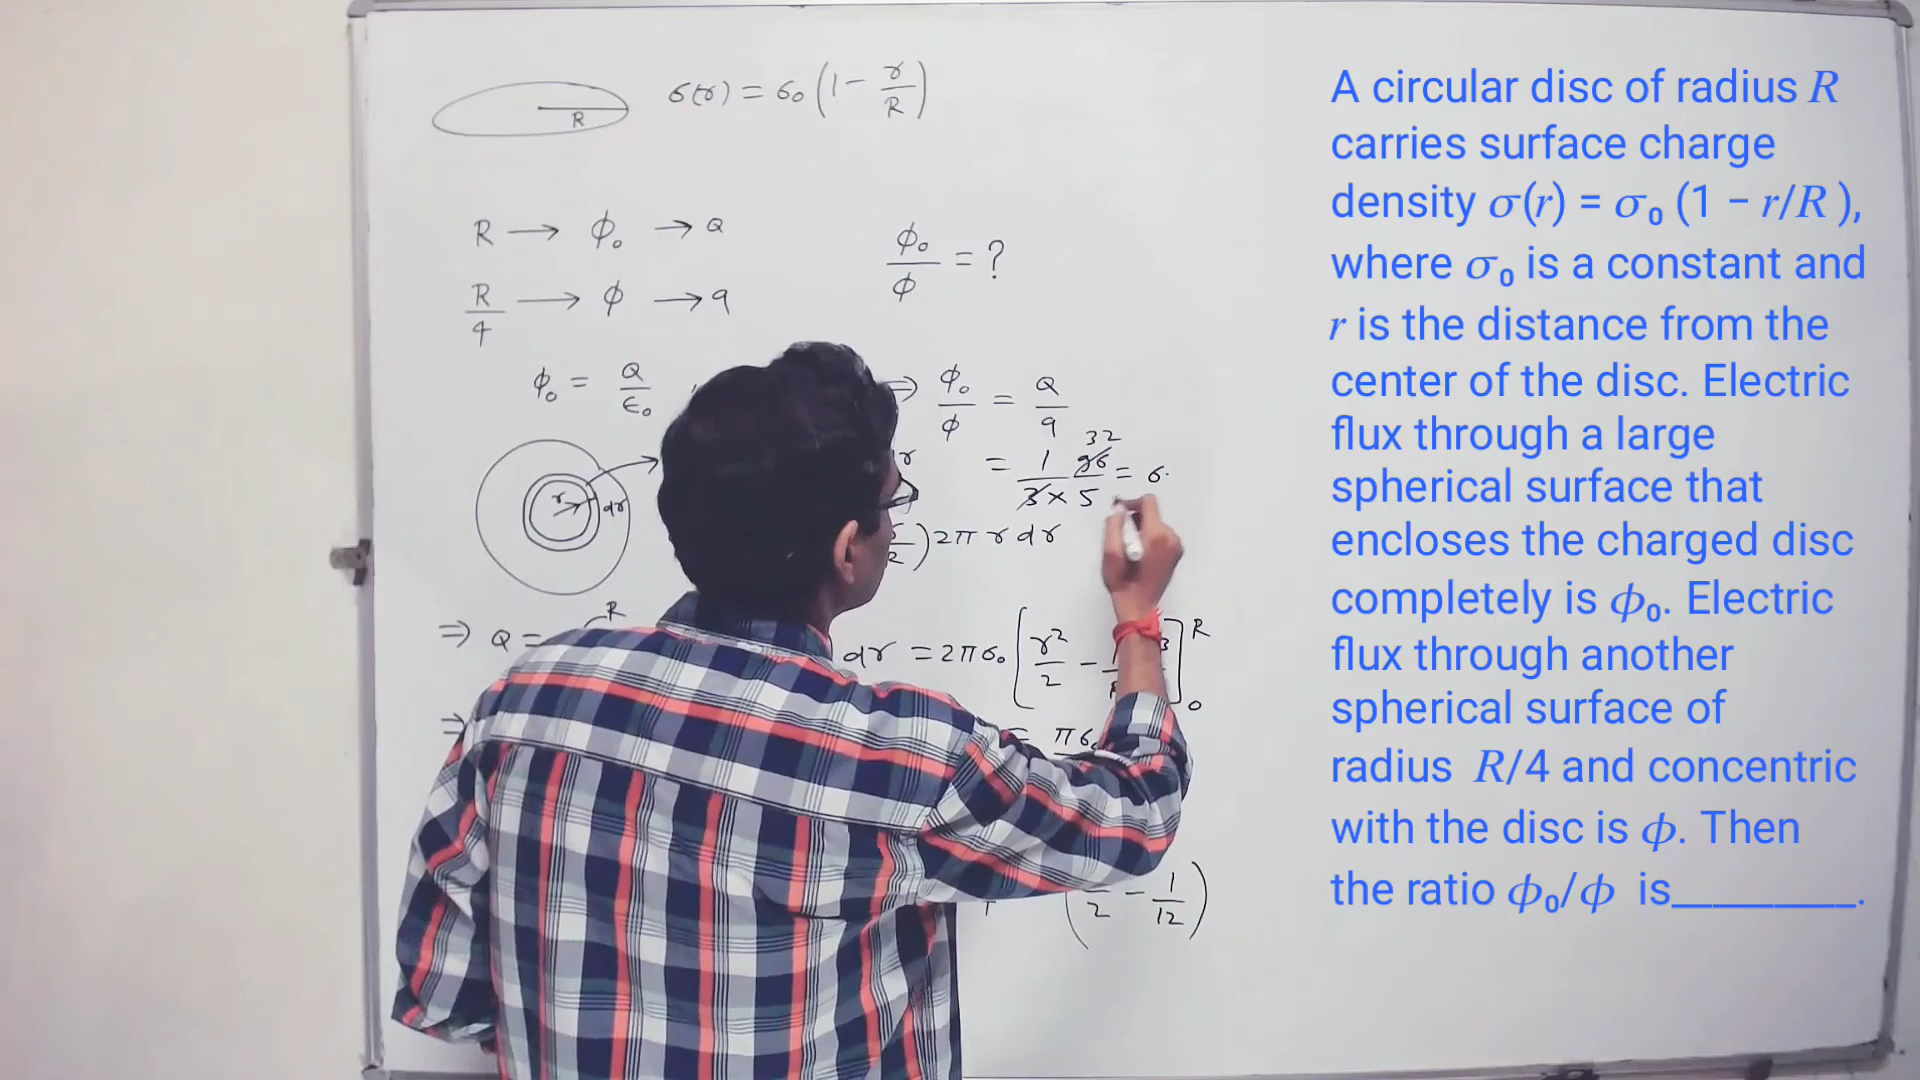 σ(r) = σ₀ (1 − r/R)
R
R → ϕ₀ → Q
ϕ₀/ϕ = ?
R/4 → ϕ → q
ϕ₀ = Q/ε₀
⇒ ϕ₀/ϕ = Q/q
= 1/3 × 96/5 = 6.
32
r
dr
dr
) 2π r dr
⇒ Q =
R
dr = 2πσ₀ [r²/2 −
3]
R
0
⇒
= πσ₀
2 − 1/12)
A circular disc of radius R
carries surface charge
density σ(r) = σ₀ (1 − r/R ),
where σ₀ is a constant and
r is the distance from the
center of the disc. Electric
flux through a large
spherical surface that
encloses the charged disc
completely is ϕ₀. Electric
flux through another
spherical surface of
radius R/4 and concentric
with the disc is ϕ. Then
the ratio ϕ₀/ϕ is________.